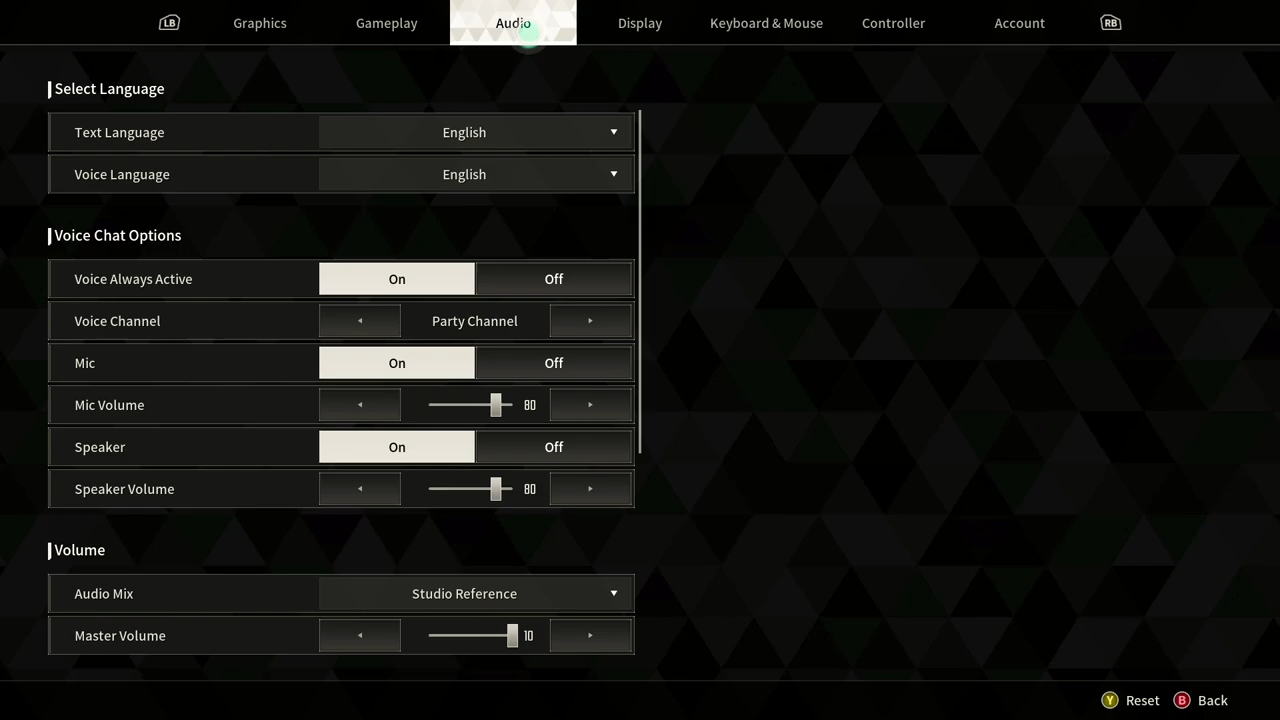 LB Graphics Gameplay Audio Display Keyboard & Mouse Controller Account RB
Select Language
Text Language English
Voice Language English
Voice Chat Options
Voice Always Active On Off
Voice Channel Party Channel
Mic On Off
Mic Volume 80
Speaker On Off
Speaker Volume 80
Volume
Audio Mix Studio Reference
Master Volume 10
Y Reset B Back